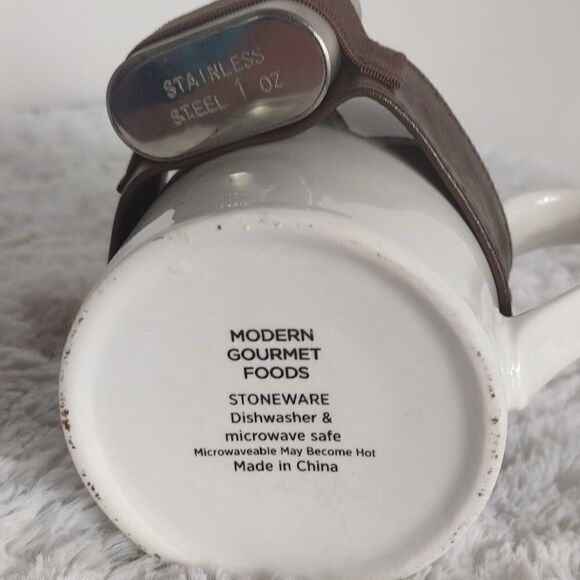 STAINLESS
STEEL 1 OZ
MODERN
GOURMET
FOODS
STONEWARE
Dishwasher &
microwave safe
Microwaveable May Become Hot
Made in China